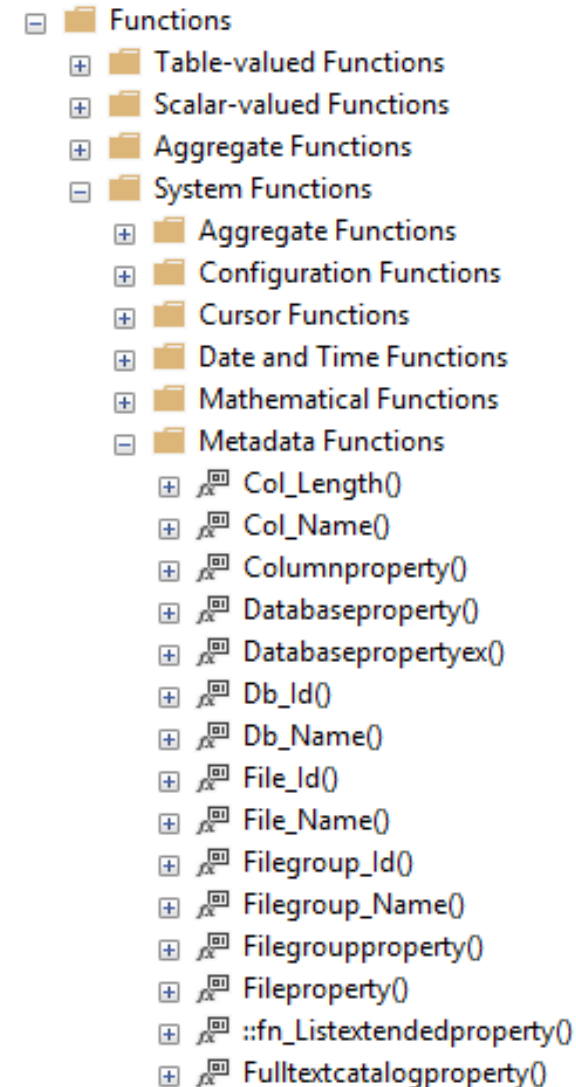 Functions
Table-valued Functions
Scalar-valued Functions
Aggregate Functions
System Functions
Aggregate Functions
Configuration Functions
Cursor Functions
Date and Time Functions
Mathematical Functions
Metadata Functions
Col_Length()
Col_Name()
Columnproperty()
Databaseproperty()
Databasepropertyex()
Db_Id()
Db_Name()
File_Id()
File_Name()
Filegroup_Id()
Filegroup_Name()
Filegroupproperty()
Fileproperty()
::fn_Listextendedproperty()
Fulltextcatalogproperty()